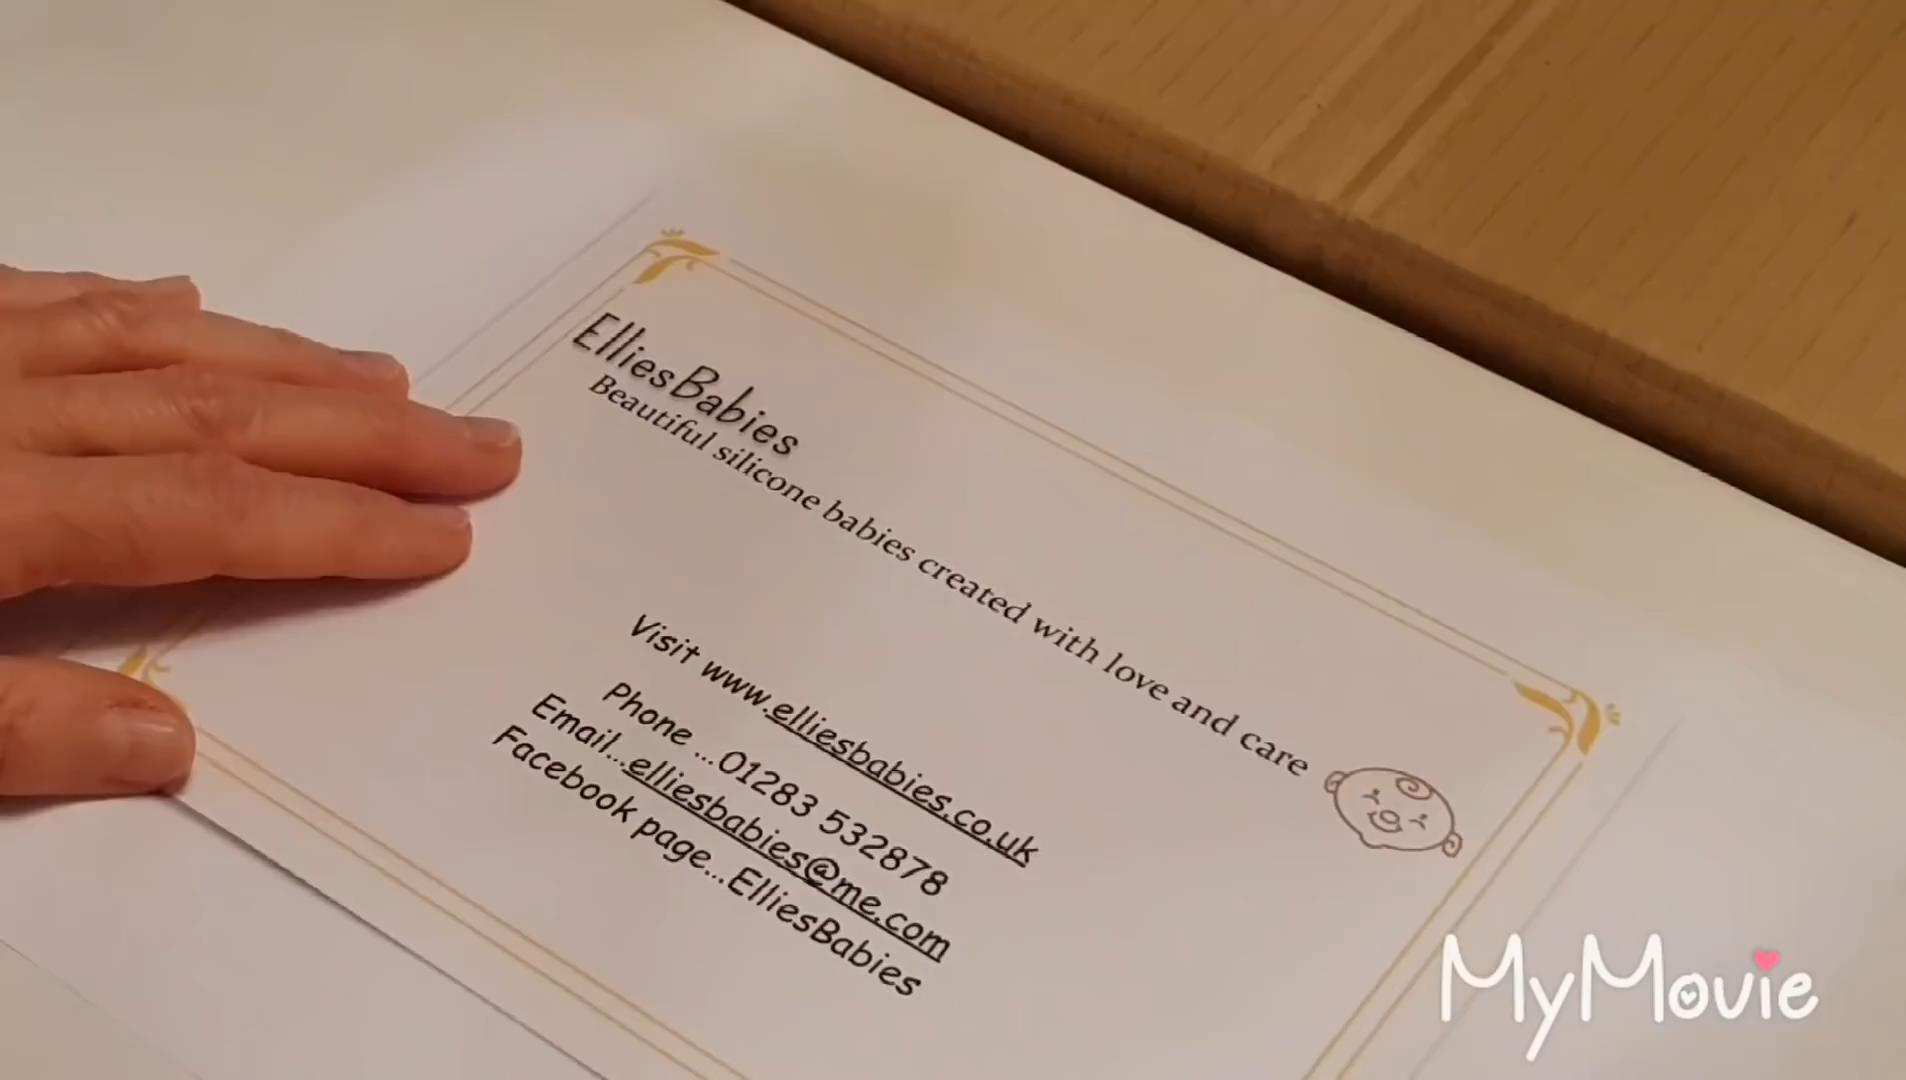 ElliesBabies
Beautiful silicone babies created with love and care
Visit www.elliesbabies.co.uk
Phone ...01283 532878
Email...elliesbabies@me.com
Facebook page...ElliesBabies
MyMovie